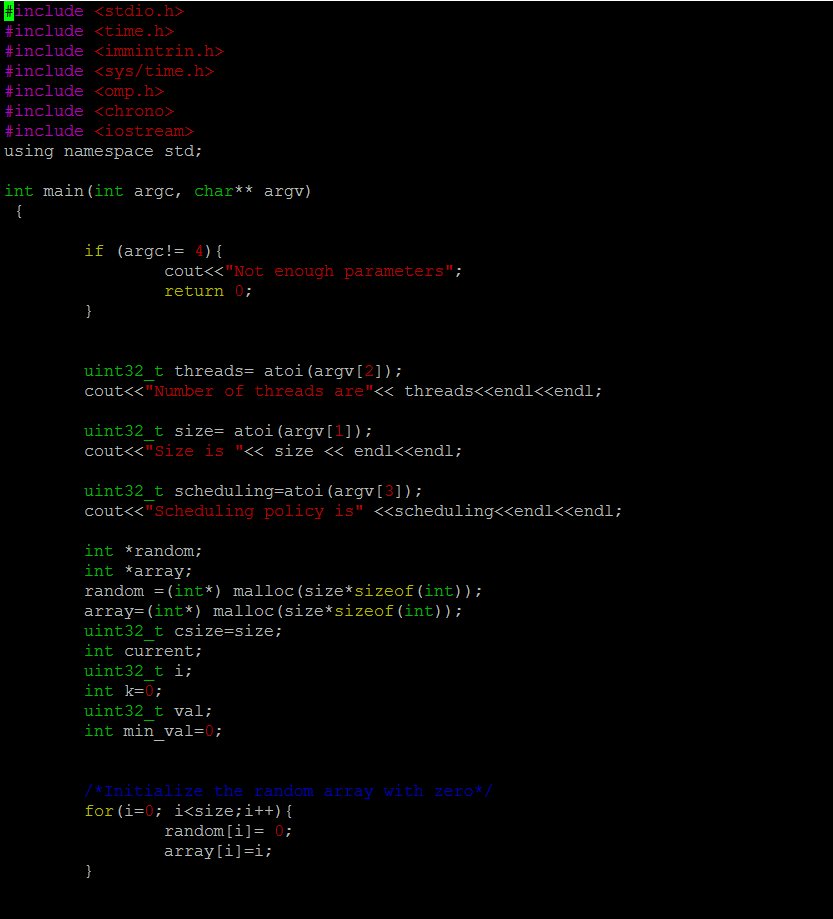 #include <stdio.h>
#include <time.h>
#include <immintrin.h>
#include <sys/time.h>
#include <omp.h>
#include <chrono>
#include <iostream>
using namespace std;
int main(int argc, char** argv)
{
if (argc!= 4){
cout<<"Not enough parameters";
return 0;
}
uint32_t threads= atoi(argv[2]);
cout<<"Number of threads are"<< threads<<endl<<endl;
uint32_t size= atoi(argv[1]);
cout<<"Size is "<< size << endl<<endl;
uint32_t scheduling=atoi(argv[3]);
cout<<"Scheduling policy is" <<scheduling<<endl<<endl;
int *random;
int *array;
random =(int*) malloc(size*sizeof(int));
array=(int*) malloc(size*sizeof(int));
uint32_t csize=size;
int current;
uint32_t i;
int k=0;
uint32_t val;
int min_val=0;
/*Initialize the random array with zero*/
for(i=0; i<size;i++){
random[i]= 0;
array[i]=i;
}